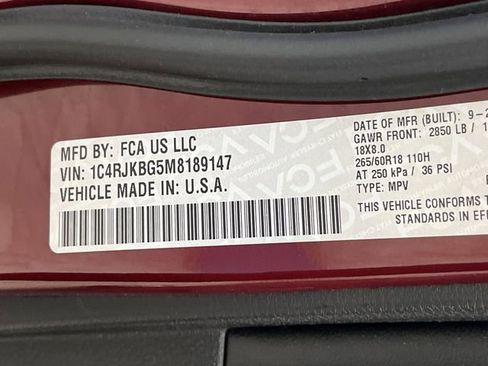 MFD BY: FCA US LLC
VIN: 1C4RJKBG5M8189147
VEHICLE MADE IN: U.S.A.
DATE OF MFR (BUILT): 9-2
GAWR FRONT: 2850 LB / 1
18X8.0
265/60R18 110H
AT 250 kPa / 36 PSI
TYPE: MPV
THIS VEHICLE CONFORMS TO
STANDARDS IN EFF